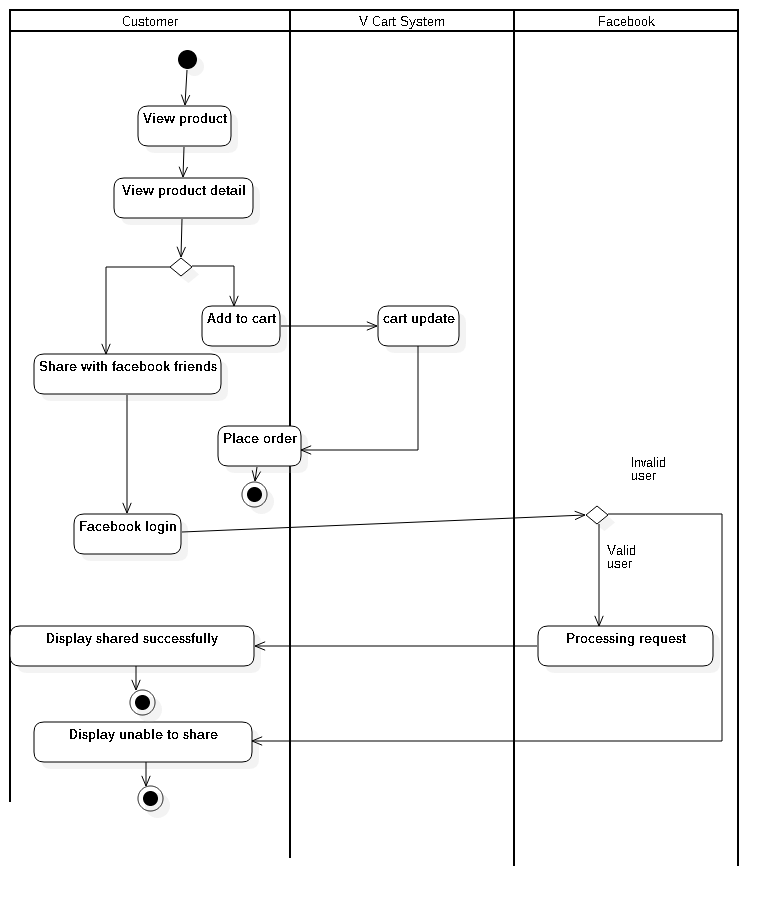 Customer
V Cart System
Facebook
View product
View product detail
Add to cart
cart update
Share with facebook friends
Place order
Invalid
user
Facebook login
Valid
user
Display shared successfully
Processing request
Display unable to share